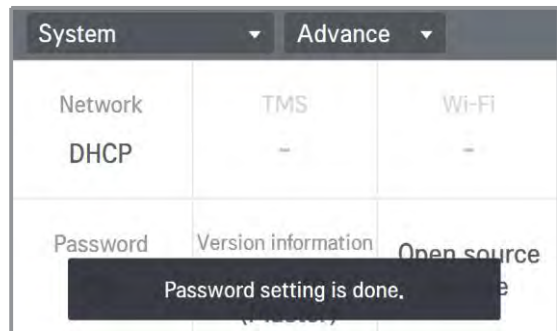 System Advance
Network TMS Wi-Fi
DHCP - -
Password Version information Open source
Password setting is done.